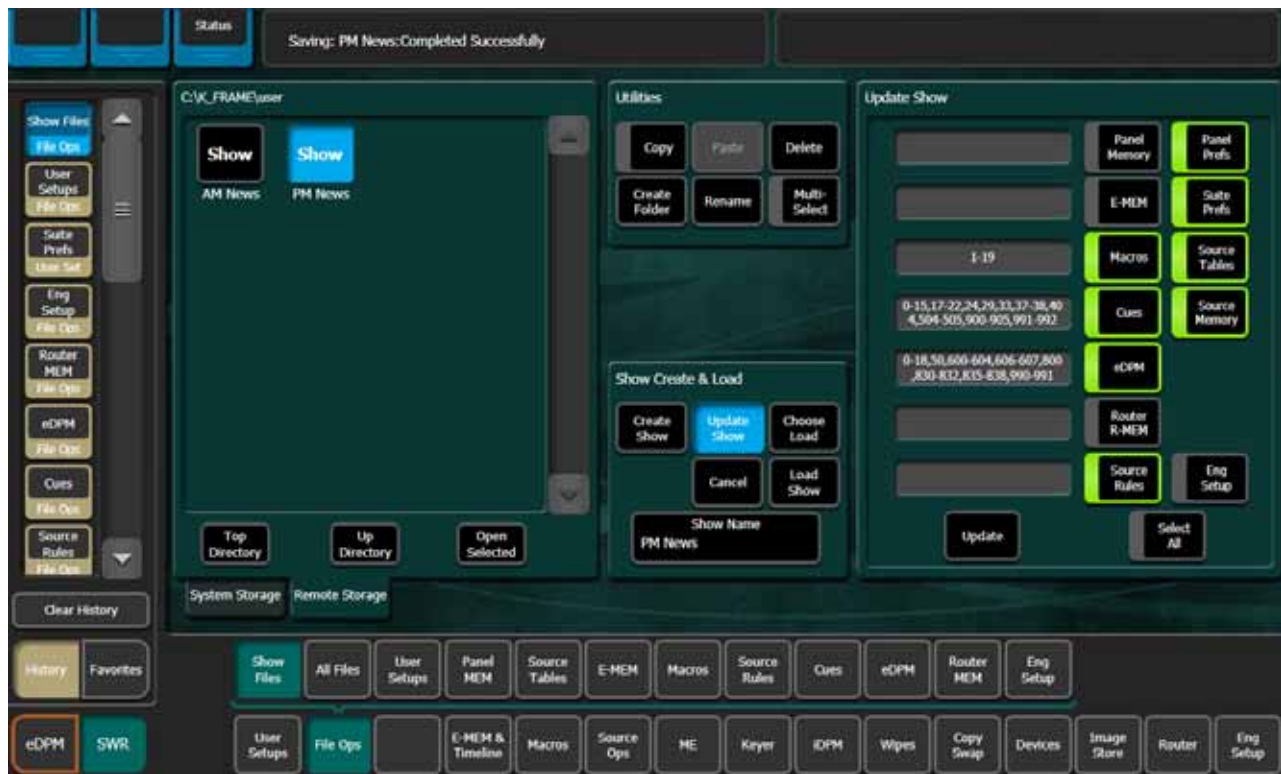 Status
Saving: PM News:Completed Successfully
Show Files
File Ops
User
Setups
File Ops
Suite
Prefs
User Set
Eng
Setup
File Ops
Router
MEM
File Ops
eDPM
File Ops
Cues
File Ops
Source
Rules
File Ops
Clear History
History
Favorites
eDPM
SWR
C:\K_FRAME\user
Show
Show
AM News
PM News
Top
Directory
Up
Directory
Open
Selected
System Storage
Remote Storage
Utilities
Copy
Paste
Delete
Create
Folder
Rename
Multi-
Select
Show Create & Load
Create
Show
Update
Show
Choose
Load
Cancel
Load
Show
Show Name
PM News
Update Show
Panel
Memory
Panel
Prefs
E-MEM
Suite
Prefs
1-19
Macros
Source
Tables
0-15,17-22,24,29,33,37-38,40
4,504-505,900-905,991-992
Cues
Source
Memory
0-18,50,600-604,606-607,800
,830-832,835-838,990-991
eDPM
Router
R-MEM
Source
Rules
Eng
Setup
Update
Select
All
Show
Files
All Files
User
Setups
Panel
MEM
Source
Tables
E-MEM
Macros
Source
Rules
Cues
eDPM
Router
MEM
Eng
Setup
User
Setups
File Ops
E-MEM &
Timeline
Macros
Source
Ops
ME
Keyer
iDPM
Wipes
Copy
Swap
Devices
Image
Store
Router
Eng
Setup